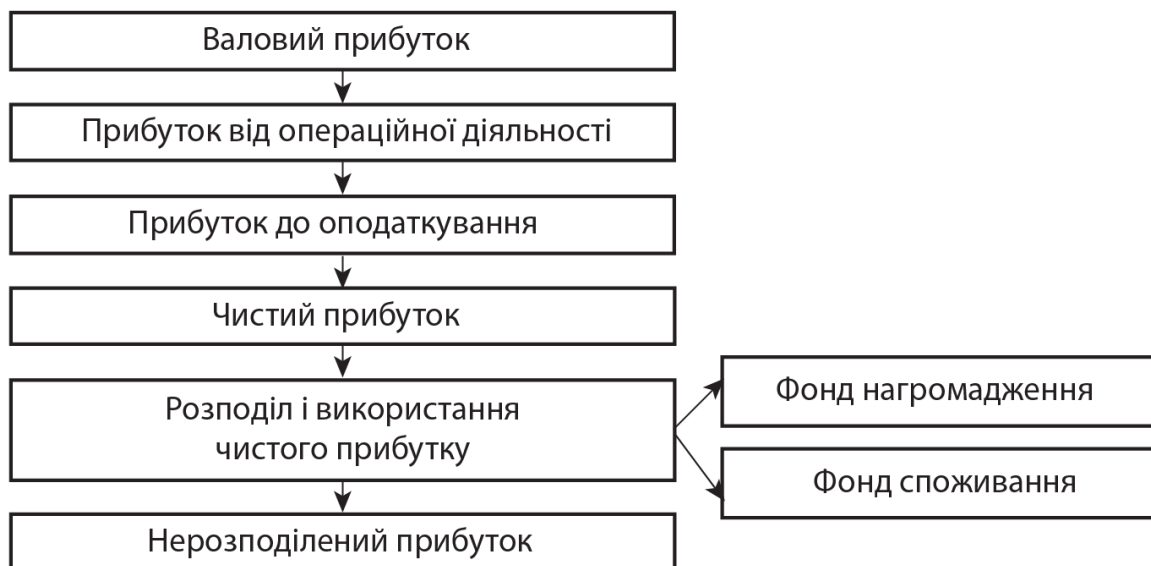 Валовий прибуток
Прибуток від операційної діяльності
Прибуток до оподаткування
Чистий прибуток
Розподіл і використання
чистого прибутку
Фонд нагромадження
Фонд споживання
Нерозподілений прибуток